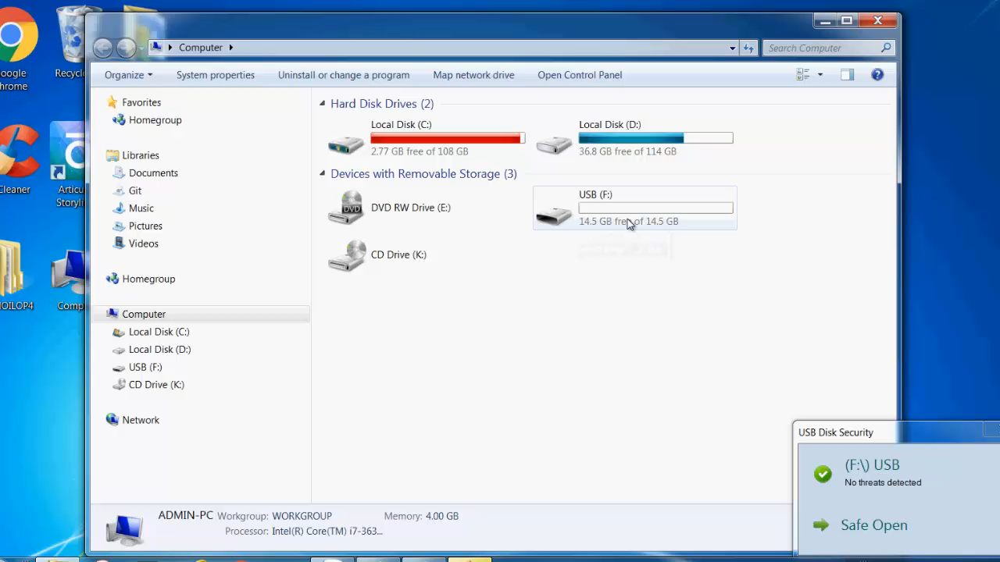 oogle
hrome
Recycle
Cleaner
Articu
Storylin
NOILOP4
Comp
Computer
Search Computer
Organize
System properties
Uninstall or change a program
Map network drive
Open Control Panel
Favorites
Homegroup
Libraries
Documents
Git
Music
Pictures
Videos
Homegroup
Computer
Local Disk (C:)
Local Disk (D:)
USB (F:)
CD Drive (K:)
Network
Hard Disk Drives (2)
Local Disk (C:)
2.77 GB free of 108 GB
Local Disk (D:)
36.8 GB free of 114 GB
Devices with Removable Storage (3)
DVD
DVD RW Drive (E:)
USB (F:)
14.5 GB free of 14.5 GB
CD Drive (K:)
ADMIN-PC Workgroup: WORKGROUP Memory: 4.00 GB
Processor: Intel(R) Core(TM) i7-363...
USB Disk Security
(F:\) USB
No threats detected
Safe Open